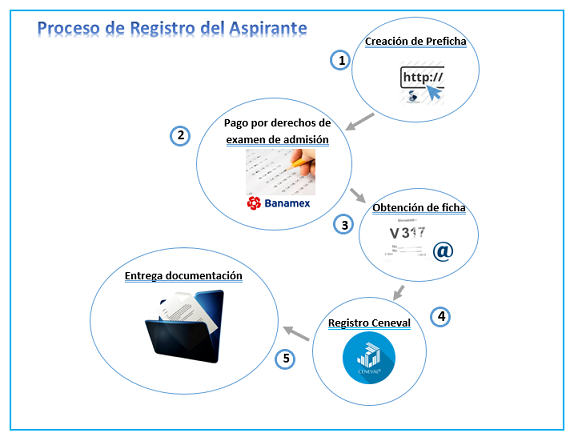 Proceso de Registro del Aspirante
1
Creación de Preficha
http://
2
Pago por derechos de
examen de admisión
Banamex
3
Obtención de ficha
V 317
@
4
Registro Ceneval
CENEVAL
5
Entrega documentación